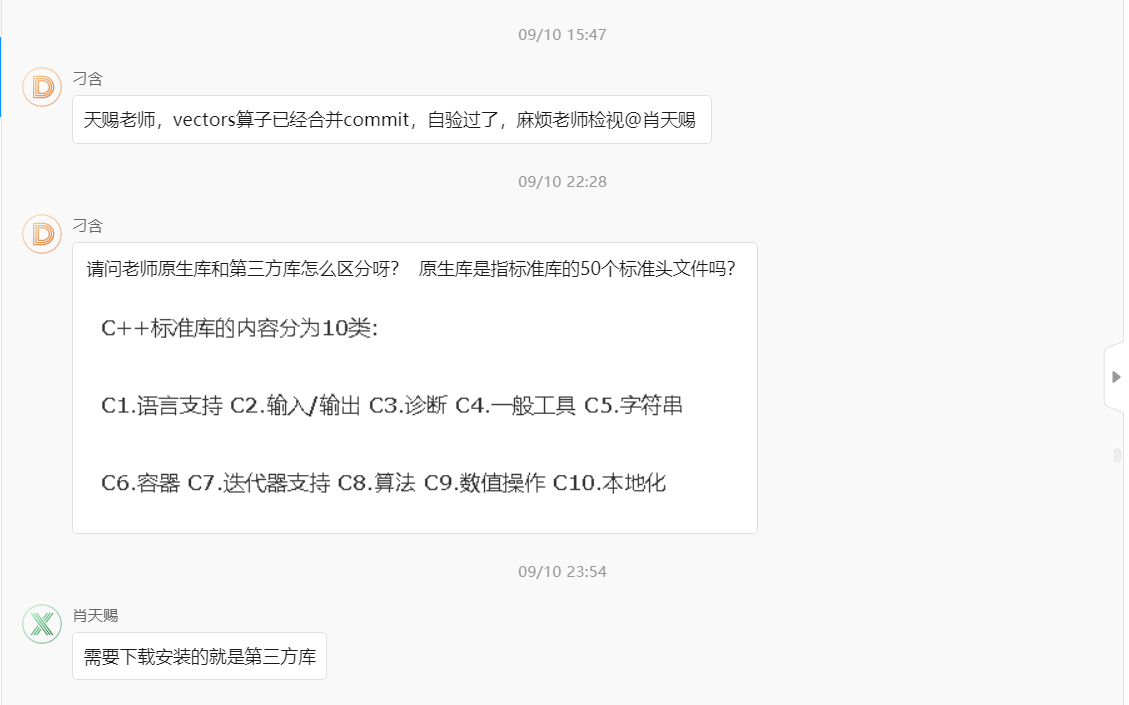 09/10 15:47
刁含
天赐老师，vectors算子已经合并commit，自验过了，麻烦老师检视@肖天赐
09/10 22:28
刁含
请问老师原生库和第三方库怎么区分呀？ 原生库是指标准库的50个标准头文件吗？
C++标准库的内容分为10类:
C1.语言支持 C2.输入/输出 C3.诊断 C4.一般工具 C5.字符串
C6.容器 C7.迭代器支持 C8.算法 C9.数值操作 C10.本地化
09/10 23:54
肖天赐
需要下载安装的就是第三方库